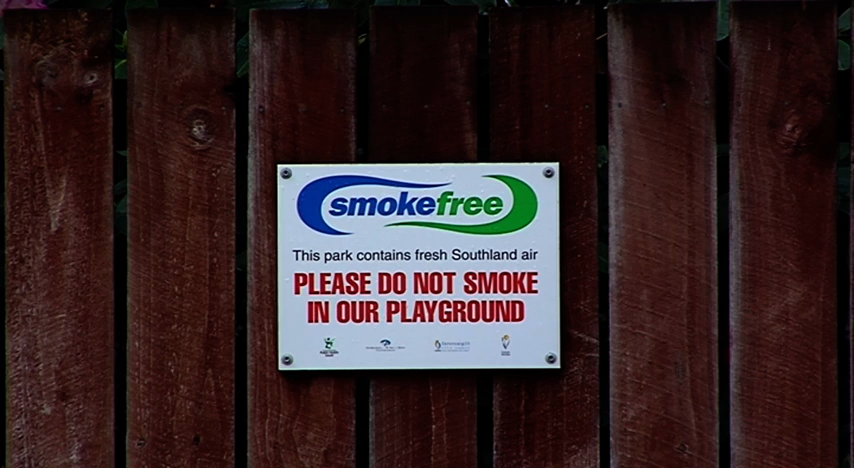 smokefree
This park contains fresh Southland air
PLEASE DO NOT SMOKE
IN OUR PLAYGROUND